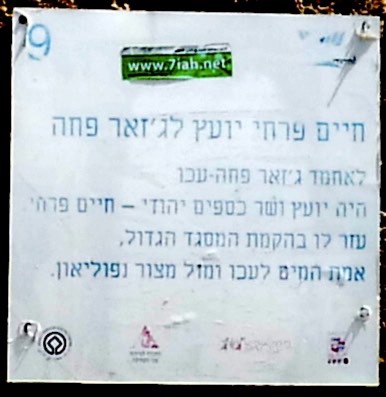 9
www.7iah.net
חיים פרחי יועץ לג'זאר פחה
לאחמד ג'זאר פחה-עכו
היה יועץ ושר כספים יהודי – חיים פרחי
עזר לו בהקמת המסגד הגדול,
אמת המים לעכו ומול מצור נפוליאון.